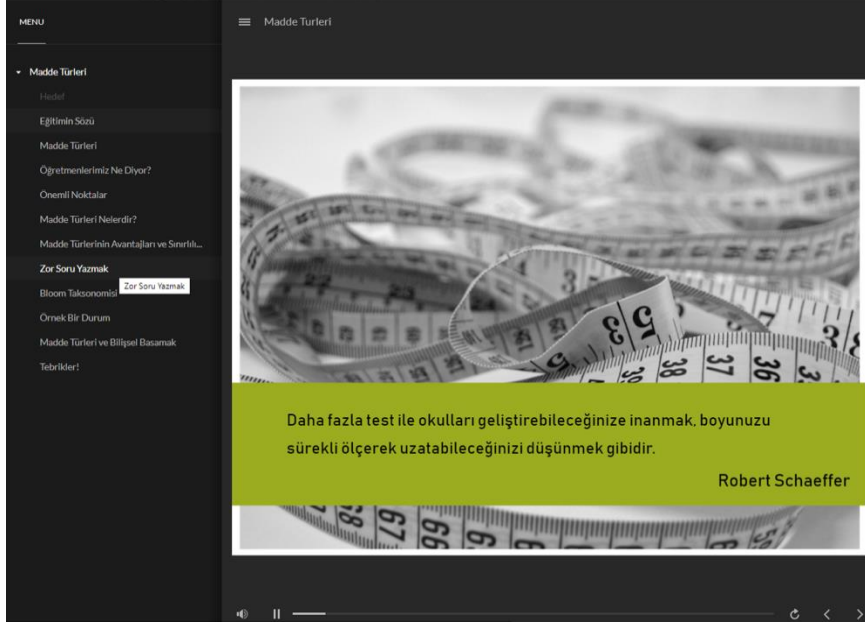 MENU
Madde Turleri
Madde Türleri
Hedef
Eğitimin Sözü
Madde Türleri
Öğretmenlerimiz Ne Diyor?
Önemli Noktalar
Madde Türleri Nelerdir?
Madde Türlerinin Avantajları ve Sınırlılı...
Zor Soru Yazmak
Zor Soru Yazmak
Bloom Taksonomisi
Örnek Bir Durum
Madde Türleri ve Bilişsel Basamak
Tebrikler!
Daha fazla test ile okulları geliştirebileceğinize inanmak, boyunuzu
sürekli ölçerek uzatabileceğinizi düşünmek gibidir.
Robert Schaeffer